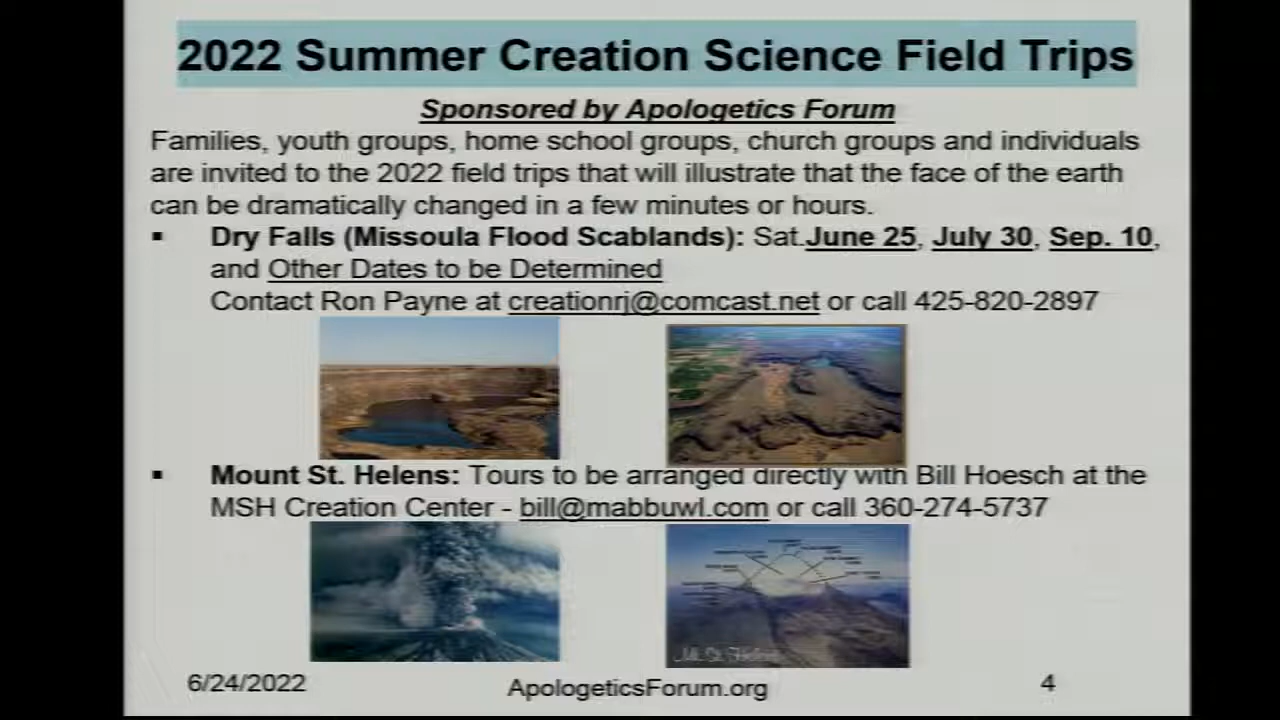 2022 Summer Creation Science Field Trips
Sponsored by Apologetics Forum
Families, youth groups, home school groups, church groups and individuals
are invited to the 2022 field trips that will illustrate that the face of the earth
can be dramatically changed in a few minutes or hours.
▪ Dry Falls (Missoula Flood Scablands): Sat. June 25, July 30, Sep. 10,
and Other Dates to be Determined
Contact Ron Payne at creationrj@comcast.net or call 425-820-2897
▪ Mount St. Helens: Tours to be arranged directly with Bill Hoesch at the
MSH Creation Center - bill@mabbuwl.com or call 360-274-5737
Mt. St. Helens
6/24/2022
ApologeticsForum.org
4